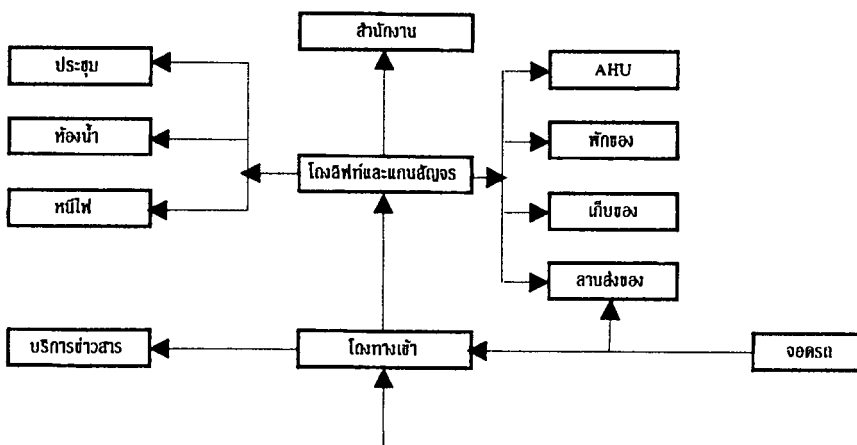 สำนักงาน
ประชุม
AHU
ห้องน้ำ
พักของ
โถงลิฟท์และแกนสัญจร
หนีไฟ
เก็บของ
ลานส่งของ
บริการข่าวสาร
โถงทางเข้า
จอดรถ